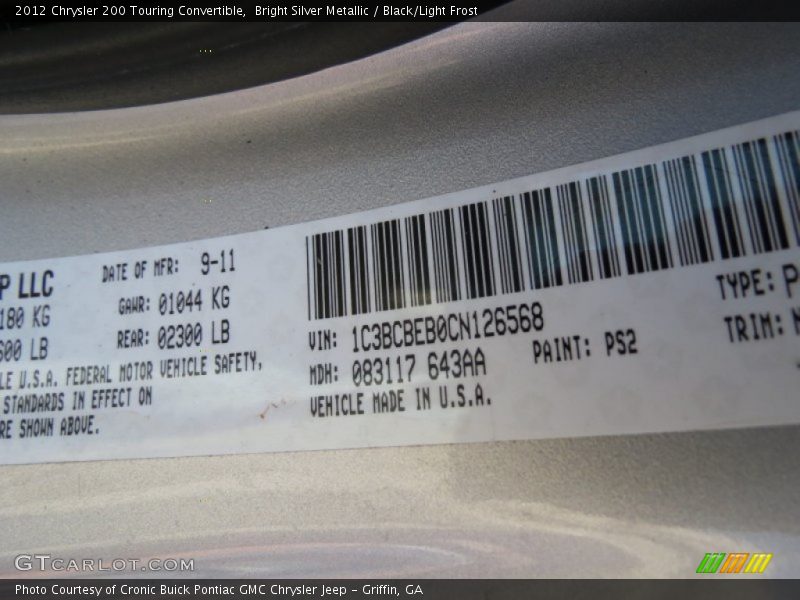 2012 Chrysler 200 Touring Convertible, Bright Silver Metallic / Black/Light Frost
P LLC
DATE OF MFR: 9-11
180 KG
GAWR: 01044 KG
600 LB
REAR: 02300 LB
LE U.S.A. FEDERAL MOTOR VEHICLE SAFETY,
STANDARDS IN EFFECT ON
RE SHOWN ABOVE.
VIN: 1C3BCBEB0CN126568
MDH: 083117 643AA
PAINT: PS2
VEHICLE MADE IN U.S.A.
TYPE: P
TRIM:
GTCARLOT.COM
Photo Courtesy of Cronic Buick Pontiac GMC Chrysler Jeep - Griffin, GA